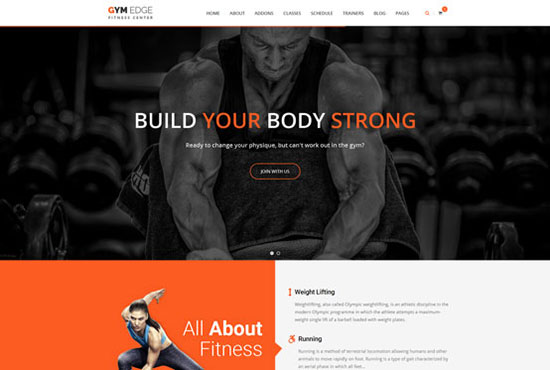 GYM EDGE
FITNESS CENTER
HOME ABOUT ADDONS CLASSES SCHEDULE TRAINERS BLOG PAGES
BUILD YOUR BODY STRONG
Ready to change your physique, but can't work out in the gym?
JOIN WITH US
All About
Fitness
Weight Lifting
Weightlifting, also called Olympic weightlifting, is an athletic discipline in the
modern Olympic programme in which the athlete attempts a maximum-
weight single lift of a barbell loaded with weight plates.
Running
Running is a method of terrestrial locomotion allowing humans and other
animals to move rapidly on foot. Running is a type of gait characterized by
an aerial phase in which all feet...